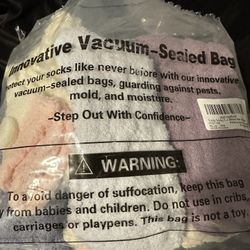 Innovative Vacuum-Sealed Bag
Protect your socks like never before with our innovative
vacuum-sealed bags, guarding against pests,
mold, and moisture.
-Step Out With Confidence-
WARNING:
To avoid danger of suffocation, keep this bag
from babies and children. Do not use in cribs,
carriages or playpens. This bag is not a toy